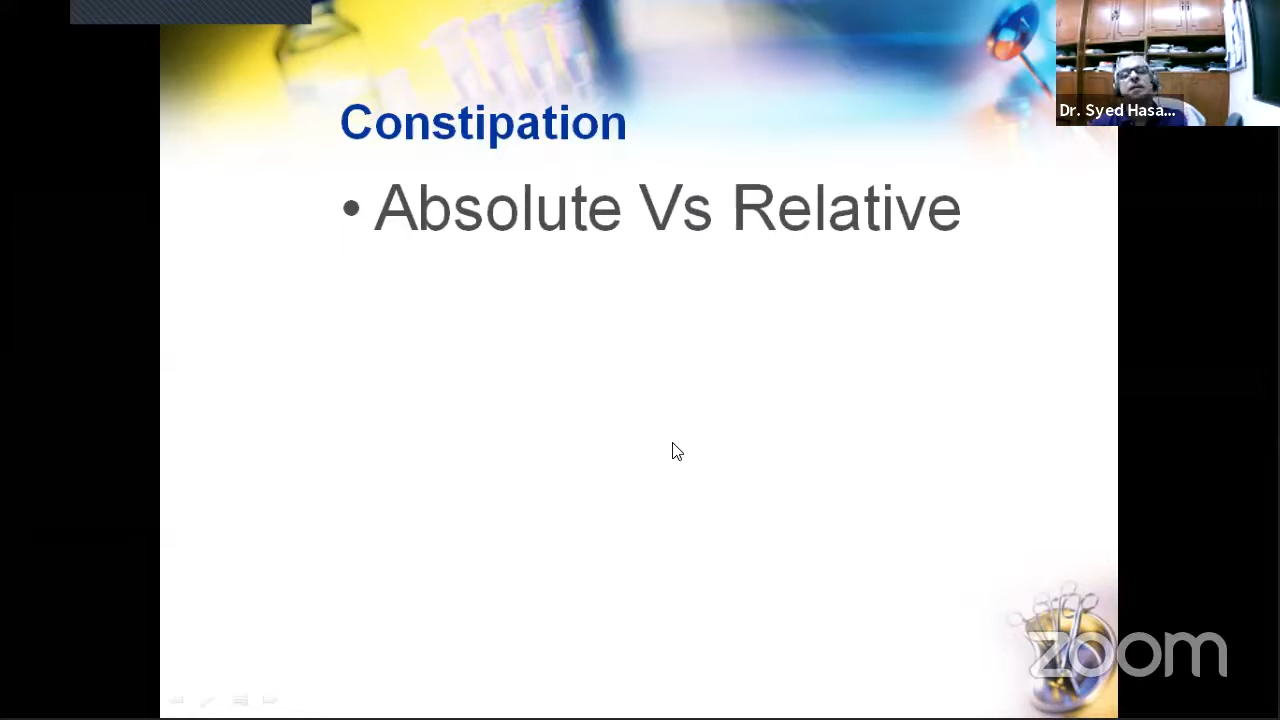 Constipation
• Absolute Vs Relative
Dr. Syed Hasa...
zoom